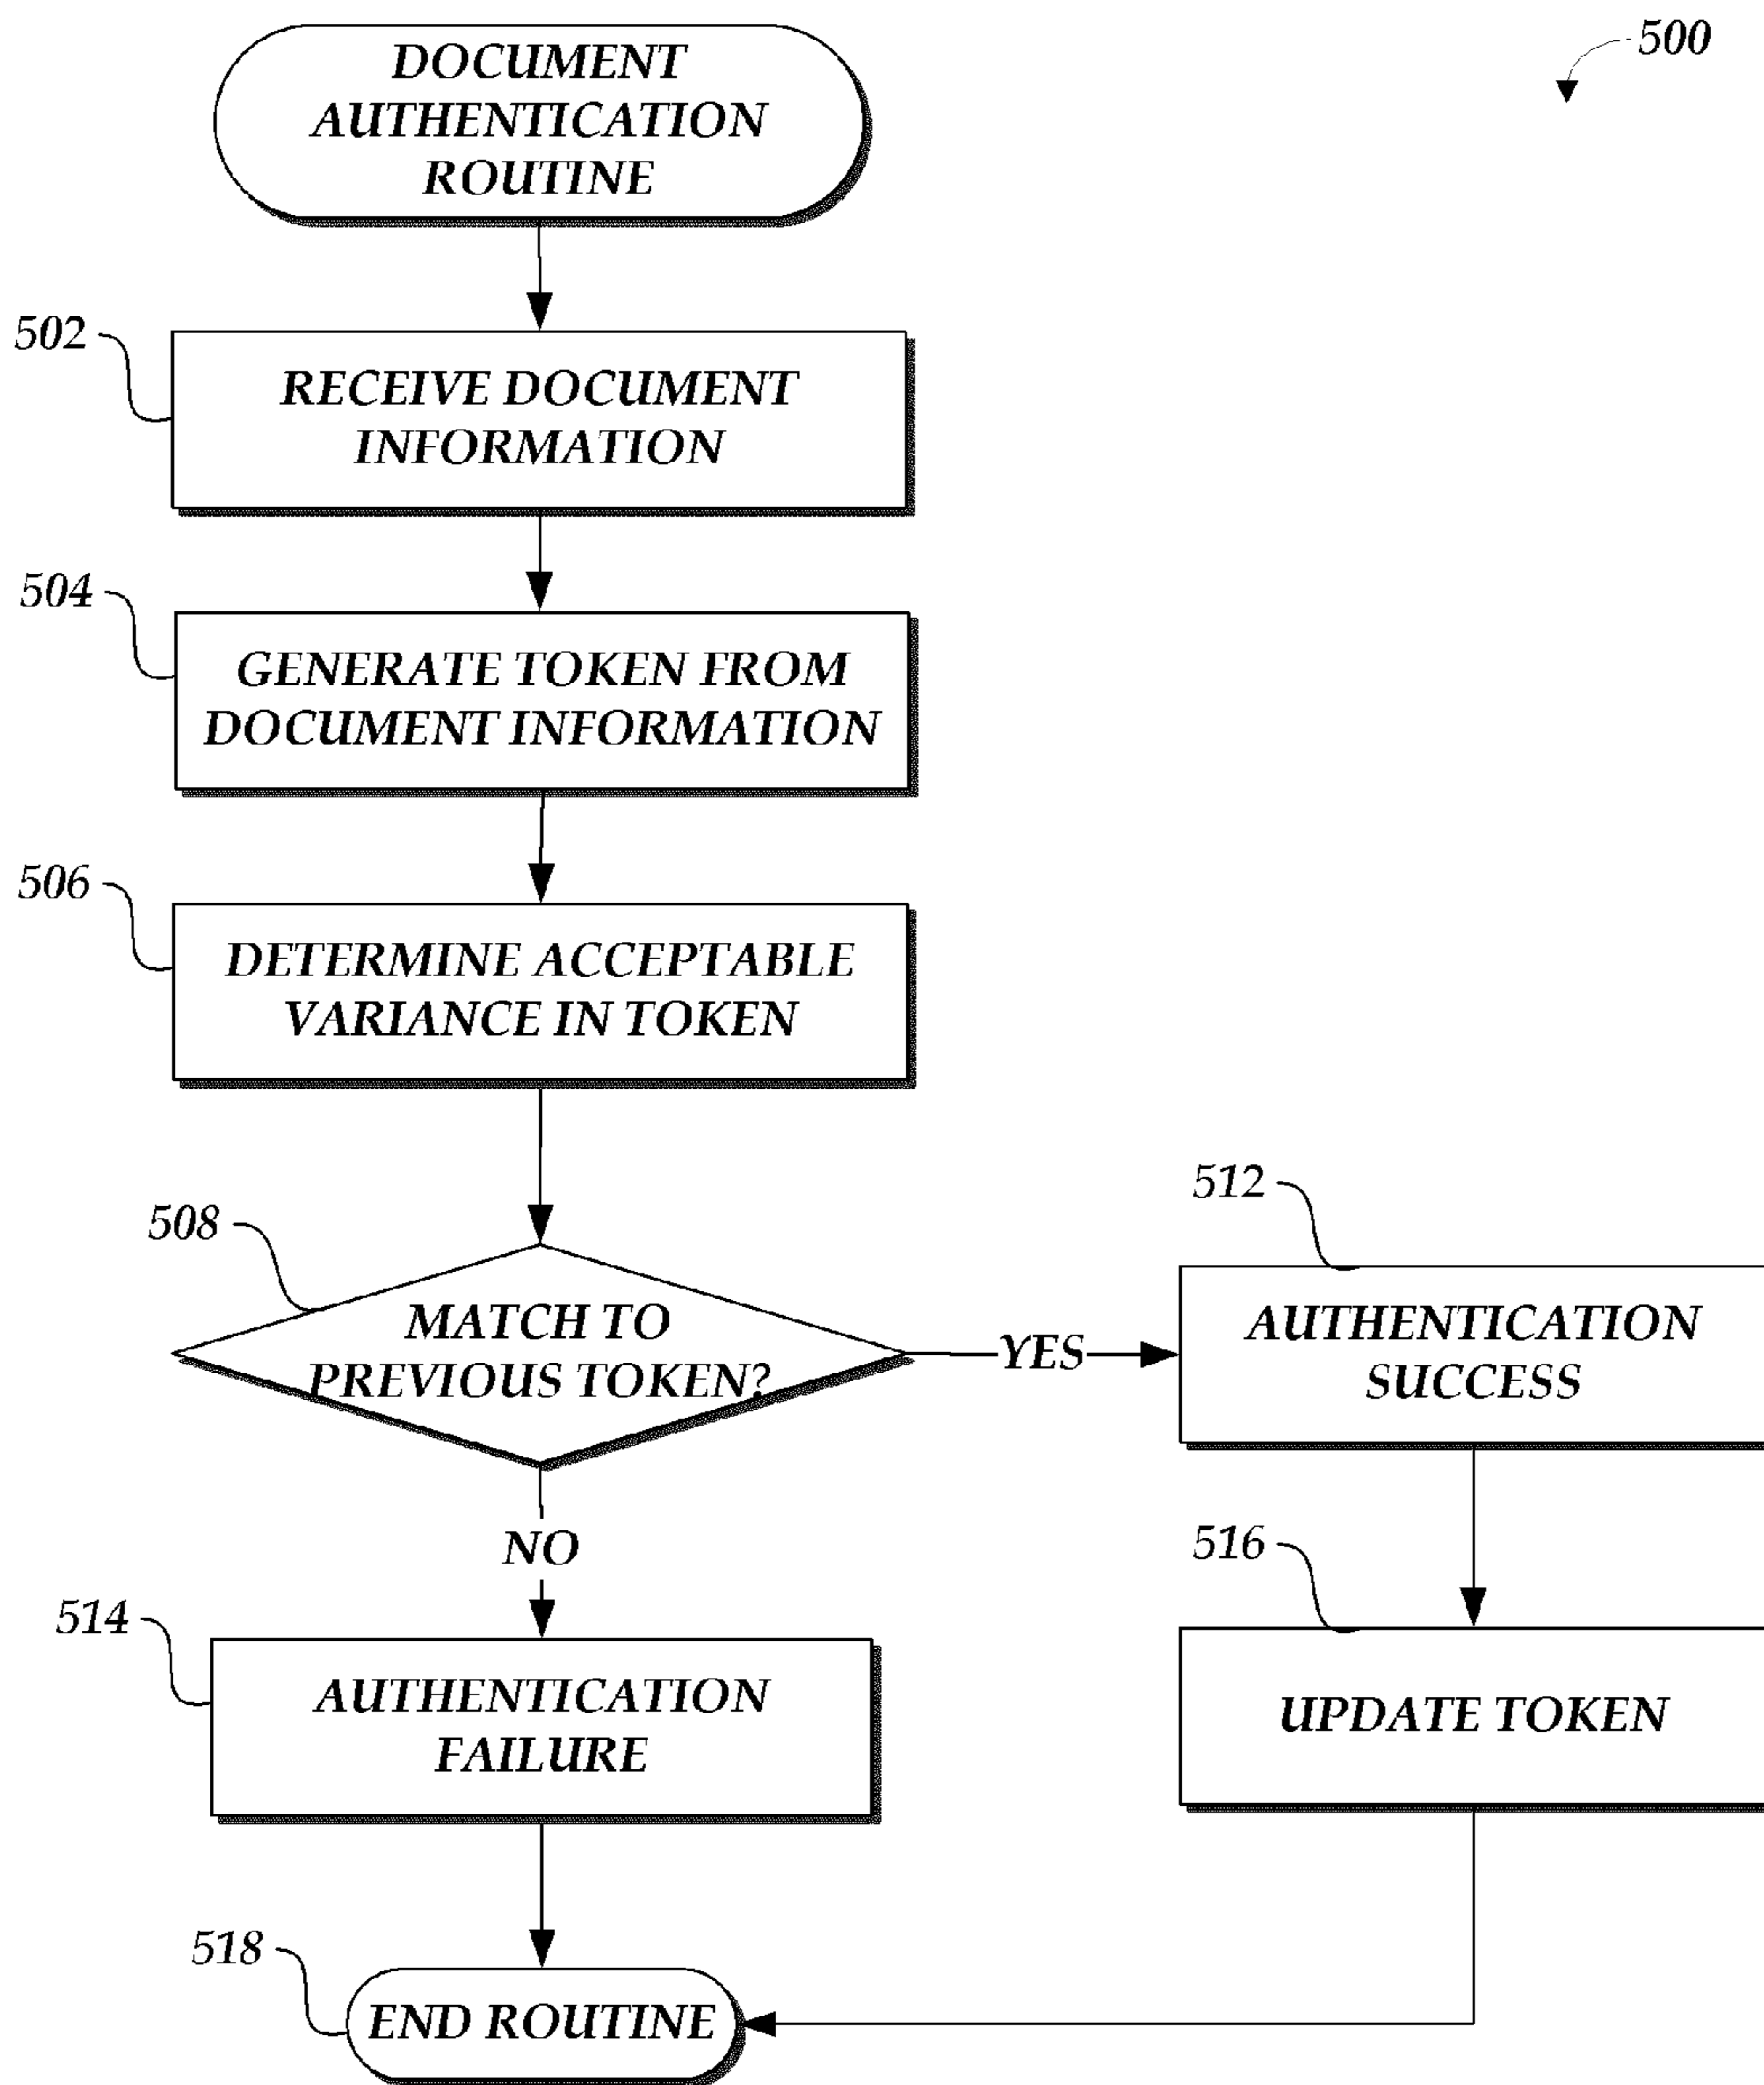 DOCUMENT
AUTHENTICATION
ROUTINE
500
502
RECEIVE DOCUMENT
INFORMATION
504
GENERATE TOKEN FROM
DOCUMENT INFORMATION
506
DETERMINE ACCEPTABLE
VARIANCE IN TOKEN
508
MATCH TO
PREVIOUS TOKEN?
YES
512
AUTHENTICATION
SUCCESS
NO
514
AUTHENTICATION
FAILURE
516
UPDATE TOKEN
518
END ROUTINE